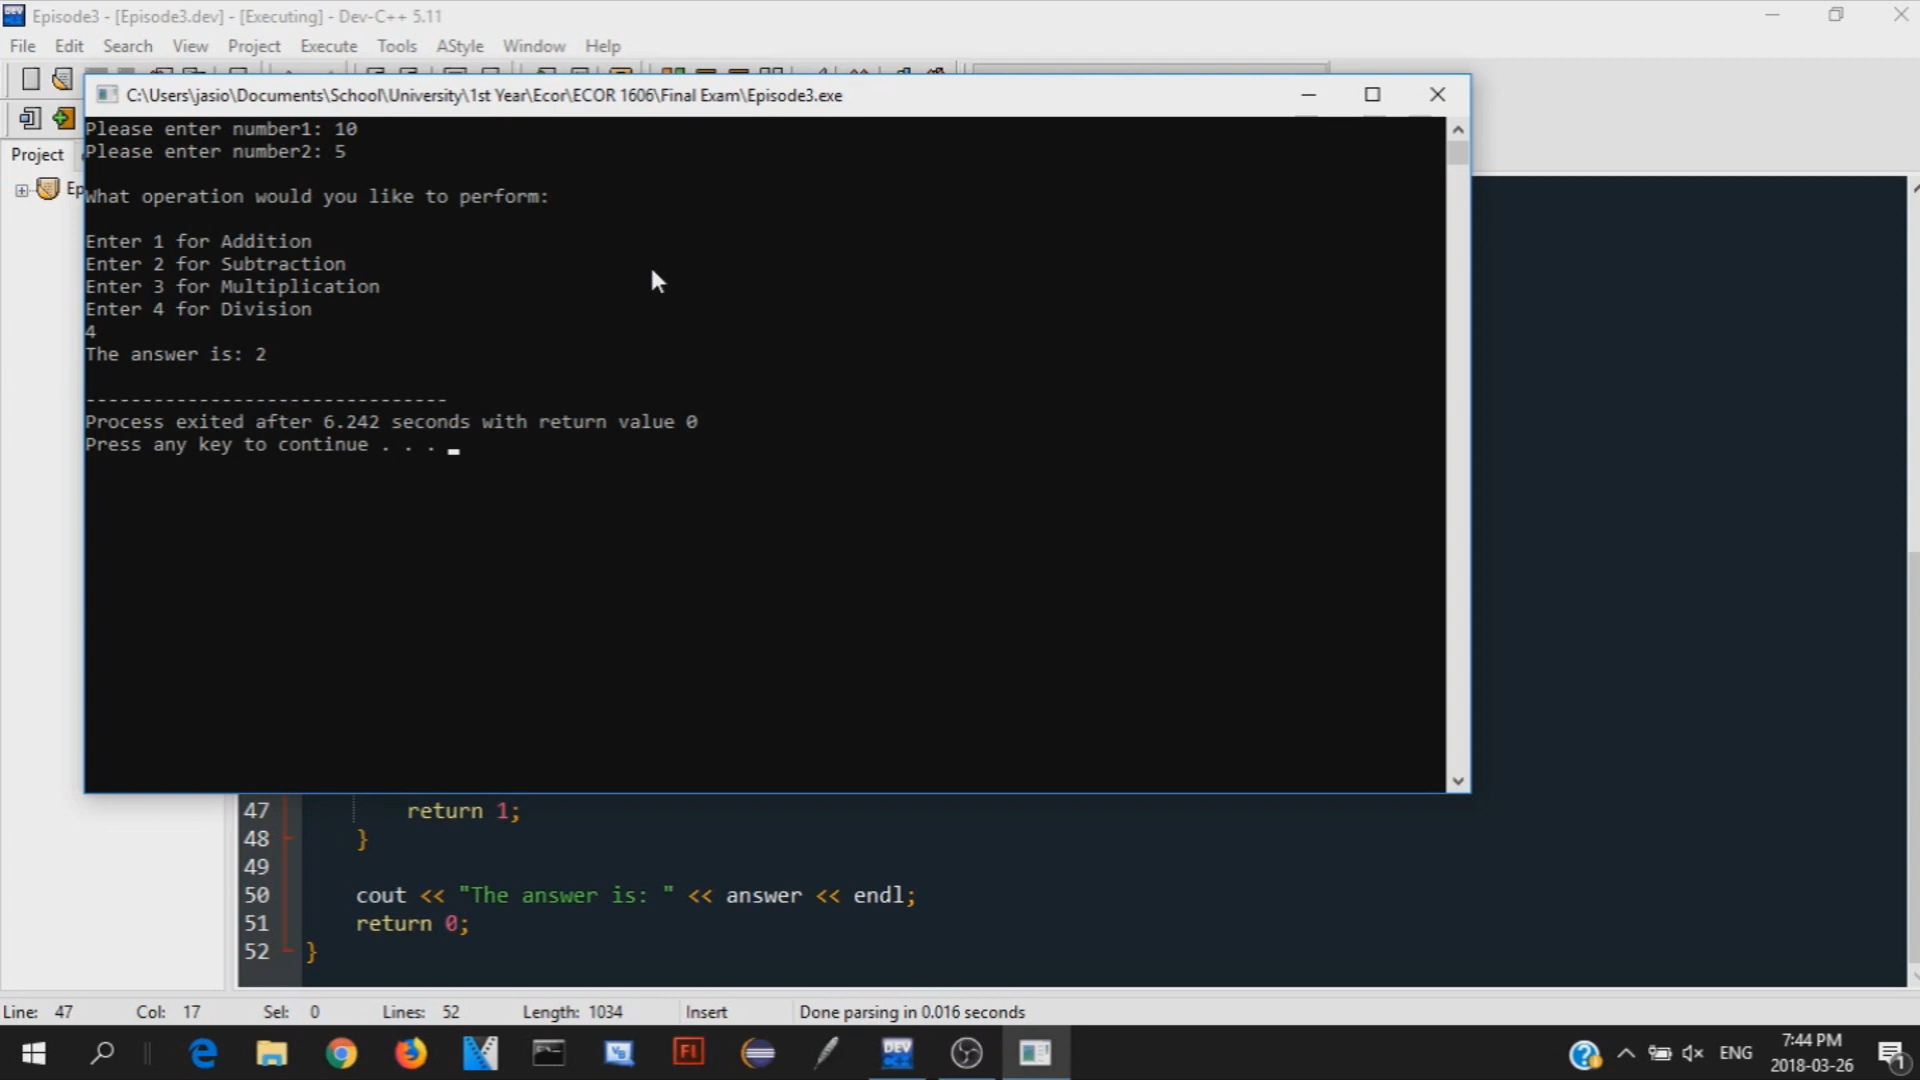 Episode3 - [Episode3.dev] - [Executing] - Dev-C++ 5.11
File Edit Search View Project Execute Tools AStyle Window Help
C:\Users\jasio\Documents\School\University\1st Year\Ecor\ECOR 1606\Final Exam\Episode3.exe
Project
Ep
Please enter number1: 10
Please enter number2: 5
What operation would you like to perform:
Enter 1 for Addition
Enter 2 for Subtraction
Enter 3 for Multiplication
Enter 4 for Division
4
The answer is: 2
--------------------------------
Process exited after 6.242 seconds with return value 0
Press any key to continue . . .
47 return 1;
48 }
49
50 cout << "The answer is: " << answer << endl;
51 return 0;
52 }
Line: 47 Col: 17 Sel: 0 Lines: 52 Length: 1034 Insert Done parsing in 0.016 seconds
Fl DEV ENG 7:44 PM
2018-03-26 1